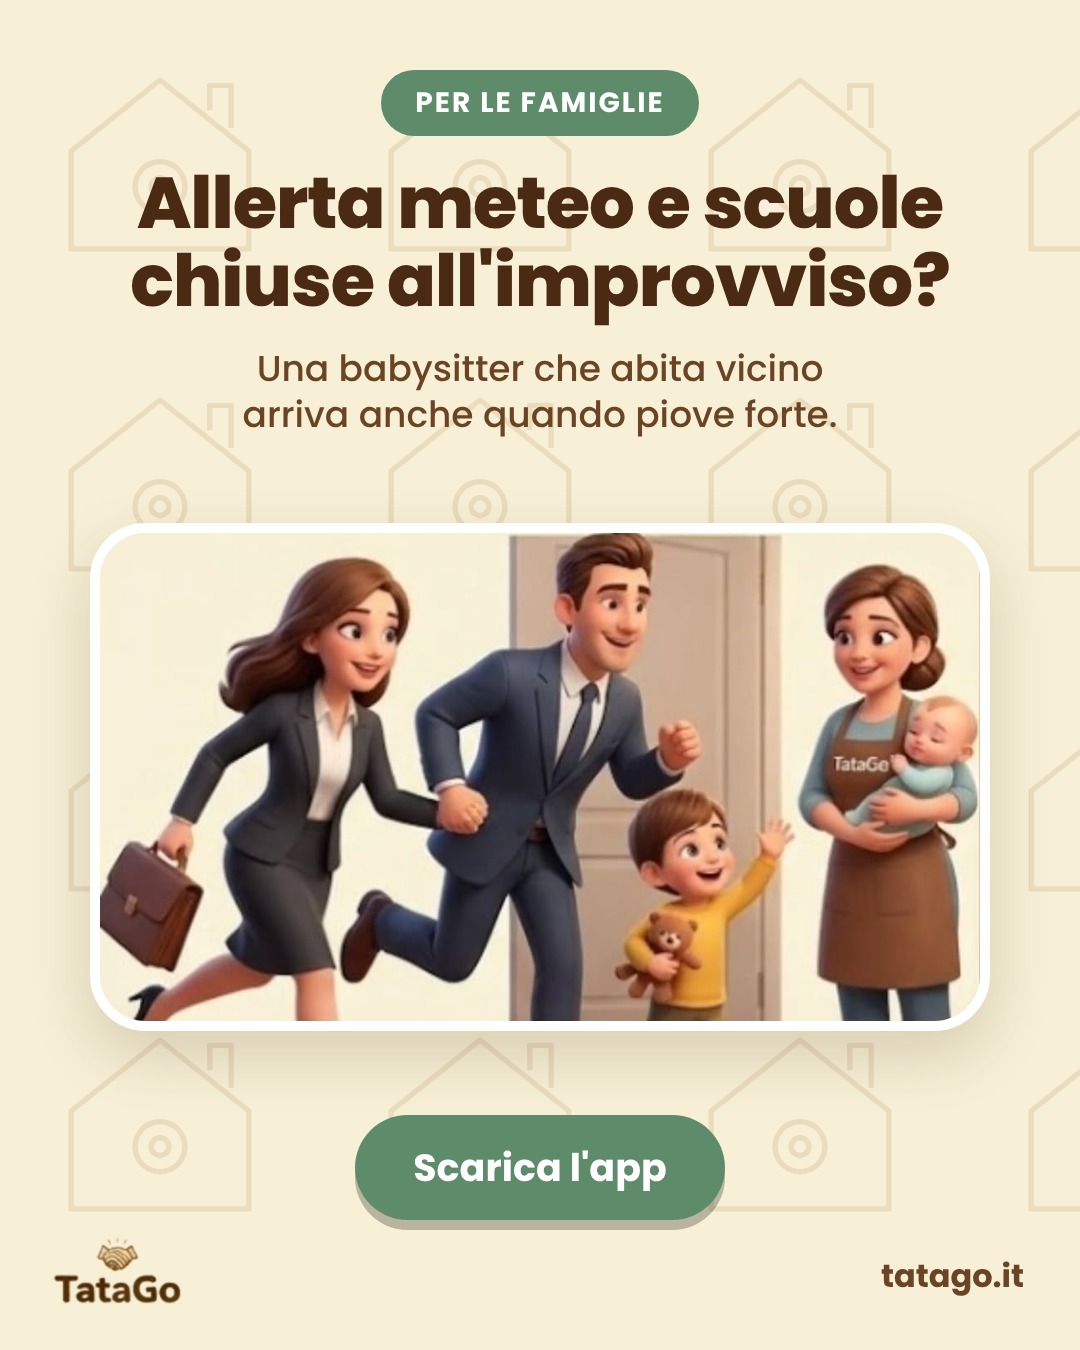 PER LE FAMIGLIE
Allerta meteo e scuole
chiuse all'improvviso?
Una babysitter che abita vicino
arriva anche quando piove forte.
TataGo
Scarica l'app
TataGo
tatago.it